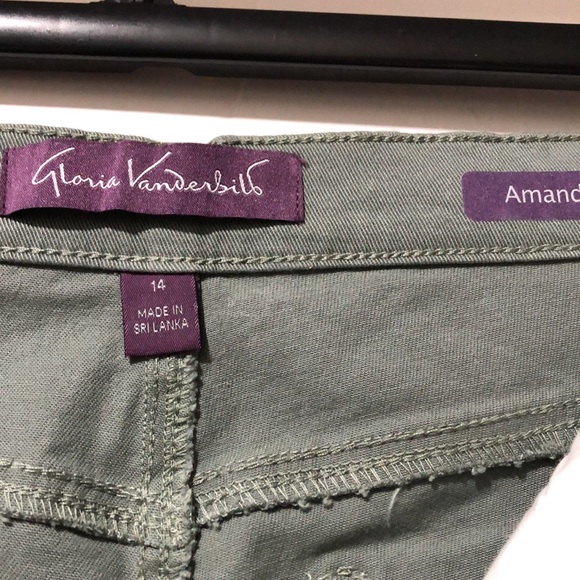 Gloria Vanderbilt
Amand
14
MADE IN
SRI LANKA